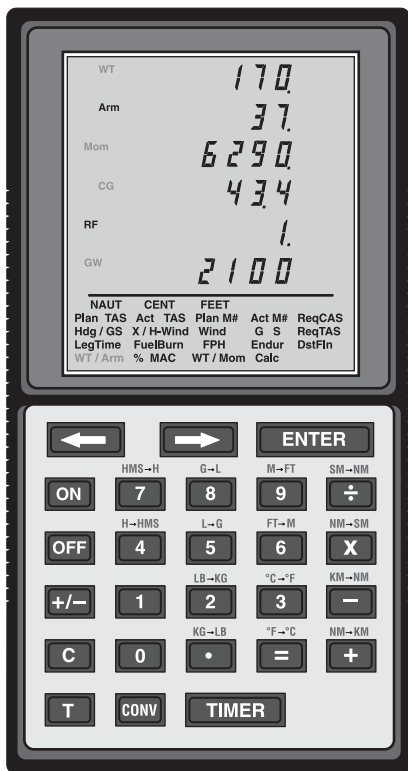 WT 170.
Arm 37.
Mom 6290.
CG 43.4
RF 1.
GW 2100
NAUT CENT FEET
Plan TAS Act TAS Plan M# Act M# ReqCAS
Hdg / GS X / H-Wind Wind G S ReqTAS
LegTime FuelBurn FPH Endur DstFln
WT / Arm % MAC WT / Mom Calc
← → ENTER
HMS→H G→L M→FT SM→NM
ON 7 8 9 ÷
H→HMS L→G FT→M NM→SM
OFF 4 5 6 X
LB→KG °C→°F KM→NM
+/− 1 2 3 −
KG→LB °F→°C NM→KM
C 0 • = +
T CONV TIMER